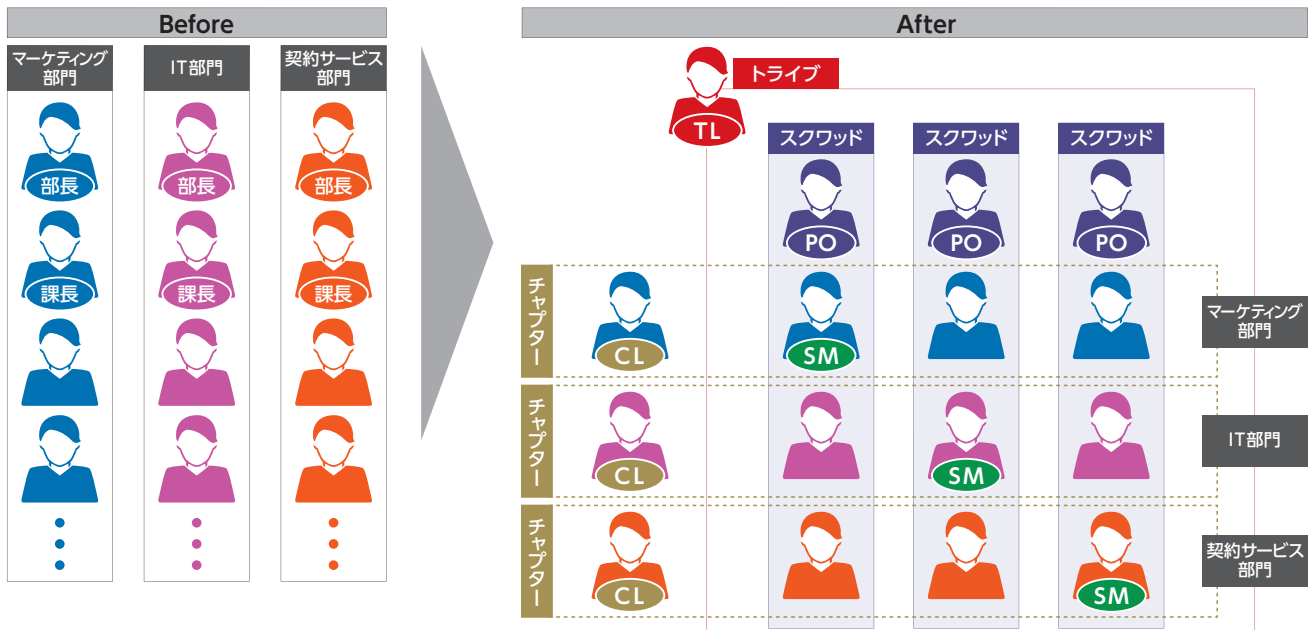 Before
マーケティング
部門
IT部門
契約サービス
部門
部長
部長
部長
課長
課長
課長
After
トライブ
TL
スクワッド
スクワッド
スクワッド
PO
PO
PO
チャプター
CL
SM
マーケティング
部門
チャプター
CL
SM
IT部門
チャプター
CL
SM
契約サービス
部門